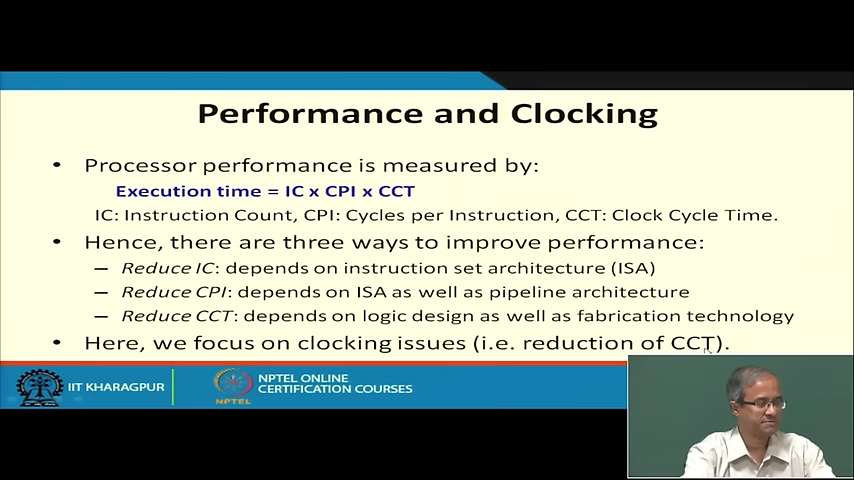 Performance and Clocking
• Processor performance is measured by:
Execution time = IC x CPI x CCT
IC: Instruction Count, CPI: Cycles per Instruction, CCT: Clock Cycle Time.
• Hence, there are three ways to improve performance:
– Reduce IC: depends on instruction set architecture (ISA)
– Reduce CPI: depends on ISA as well as pipeline architecture
– Reduce CCT: depends on logic design as well as fabrication technology
• Here, we focus on clocking issues (i.e. reduction of CCT).
IIT KHARAGPUR
NPTEL ONLINE
CERTIFICATION COURSES
NPTEL